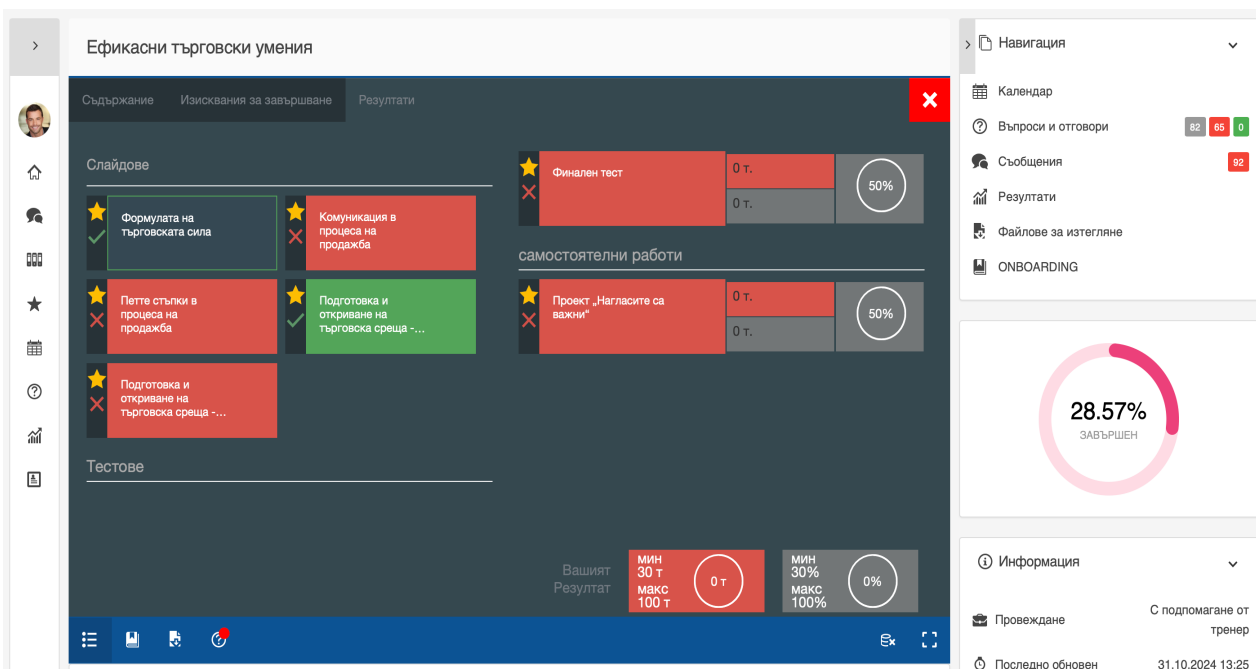 Ефикасни търговски умения
Съдържание
Изисквания за завършване
Резултати
Слайдове
Формулата на
търговската сила
Комуникация в
процеса на
продажба
Петте стъпки в
процеса на
продажба
Подготовка и
откриване на
търговска среща -...
Подготовка и
откриване на
търговска среща -...
Тестове
Финален тест
0 т.
0 т.
50%
самостоятелни работи
Проект „Нагласите са
важни“
0 т.
0 т.
50%
Вашият
Резултат
мин
30 т
макс
100 т
0 т
мин
30%
макс
100%
0%
Навигация
Календар
Въпроси и отговори
82 65 0
Съобщения
92
Резултати
Файлове за изтегляне
ONBOARDING
28.57%
ЗАВЪРШЕН
Информация
Провеждане
С подпомагане от
тренер
Последно обновен
31.10.2024 13:25